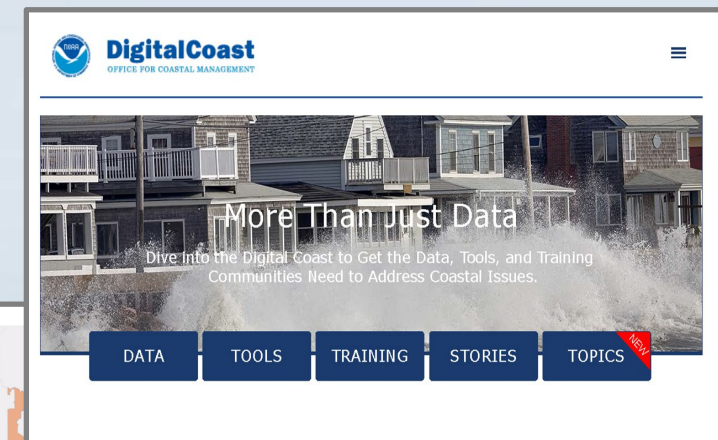 NOAA
DigitalCoast
OFFICE FOR COASTAL MANAGEMENT
More Than Just Data
Dive into the Digital Coast to Get the Data, Tools, and Training
Communities Need to Address Coastal Issues.
DATA
TOOLS
TRAINING
STORIES
TOPICS
NEW